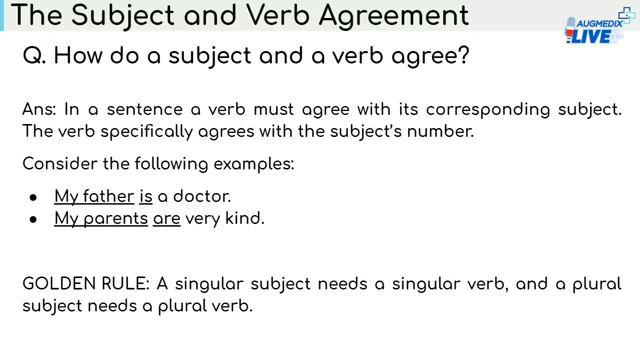 The Subject and Verb Agreement
AUGMEDIX
LIVE
Q. How do a subject and a verb agree?
Ans: In a sentence a verb must agree with its corresponding subject.
The verb specifically agrees with the subject's number.
Consider the following examples:
● My father is a doctor.
● My parents are very kind.
GOLDEN RULE: A singular subject needs a singular verb, and a plural
subject needs a plural verb.